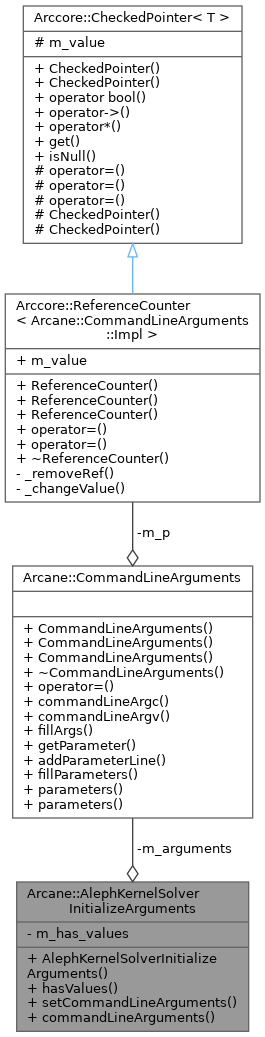 Arccore::CheckedPointer< T >
# m_value
+ CheckedPointer()
+ CheckedPointer()
+ operator bool()
+ operator->()
+ operator*()
+ get()
+ isNull()
# operator=()
# operator=()
# operator=()
# CheckedPointer()
# CheckedPointer()
Arccore::ReferenceCounter
< Arcane::CommandLineArguments
::Impl >
+ m_value
+ ReferenceCounter()
+ ReferenceCounter()
+ ReferenceCounter()
+ operator=()
+ operator=()
+ ~ReferenceCounter()
- _removeRef()
- _changeValue()
-m_p
Arcane::CommandLineArguments
+ CommandLineArguments()
+ CommandLineArguments()
+ CommandLineArguments()
+ ~CommandLineArguments()
+ operator=()
+ commandLineArgc()
+ commandLineArgv()
+ fillArgs()
+ getParameter()
+ addParameterLine()
+ fillParameters()
+ parameters()
+ parameters()
-m_arguments
Arcane::AlephKernelSolver
InitializeArguments
- m_has_values
+ AlephKernelSolverInitialize
Arguments()
+ hasValues()
+ setCommandLineArguments()
+ commandLineArguments()